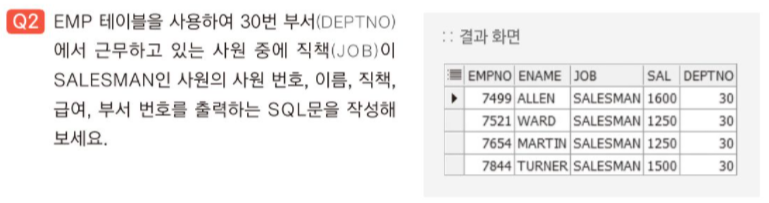 Q2 EMP 테이블을 사용하여 30번 부서(DEPTNO)
에서 근무하고 있는 사원 중에 직책(JOB)이
SALESMAN인 사원의 사원 번호, 이름, 직책,
급여, 부서 번호를 출력하는 SQL문을 작성해
보세요.
:: 결과 화면
EMPNO ENAME JOB SAL DEPTNO
7499 ALLEN SALESMAN 1600 30
7521 WARD SALESMAN 1250 30
7654 MARTIN SALESMAN 1250 30
7844 TURNER SALESMAN 1500 30